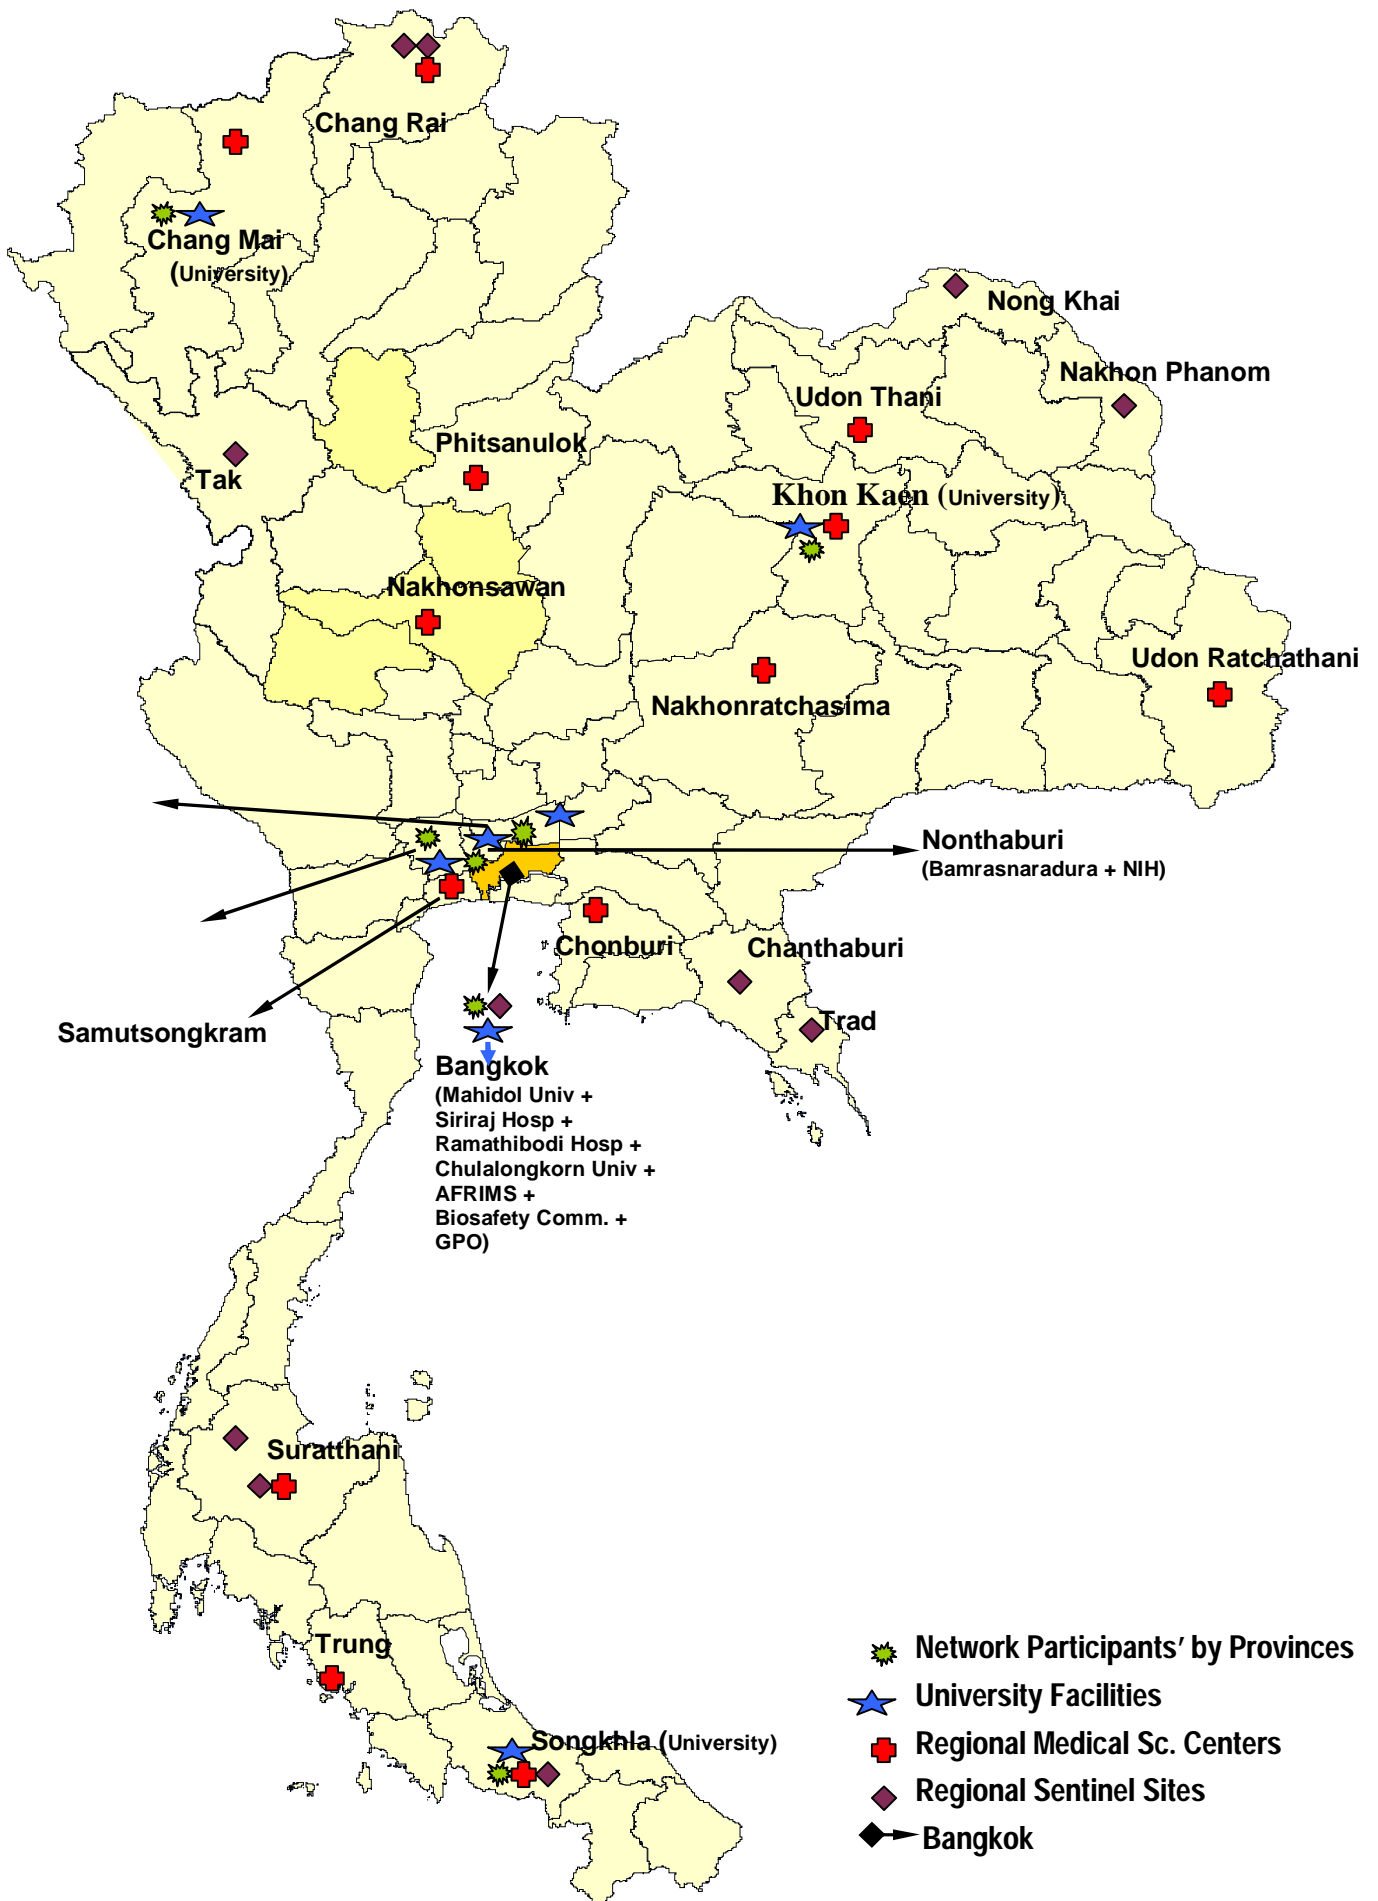 Chang Rai
Chang Mai
(University)
Nong Khai
Nakhon Phanom
Udon Thani
Phitsanulok
Tak
Khon Kaen (University)
Nakhonsawan
Udon Ratchathani
Nakhonratchasima
Nonthaburi
(Bamrasnaradura + NIH)
Chonburi
Chanthaburi
Trad
Samutsongkram
Bangkok
(Mahidol Univ +
Siriraj Hosp +
Ramathibodi Hosp +
Chulalongkorn Univ +
AFRIMS +
Biosafety Comm. +
GPO)
Suratthani
Trung
Songkhla (University)
Network Participants’ by Provinces
University Facilities
Regional Medical Sc. Centers
Regional Sentinel Sites
Bangkok